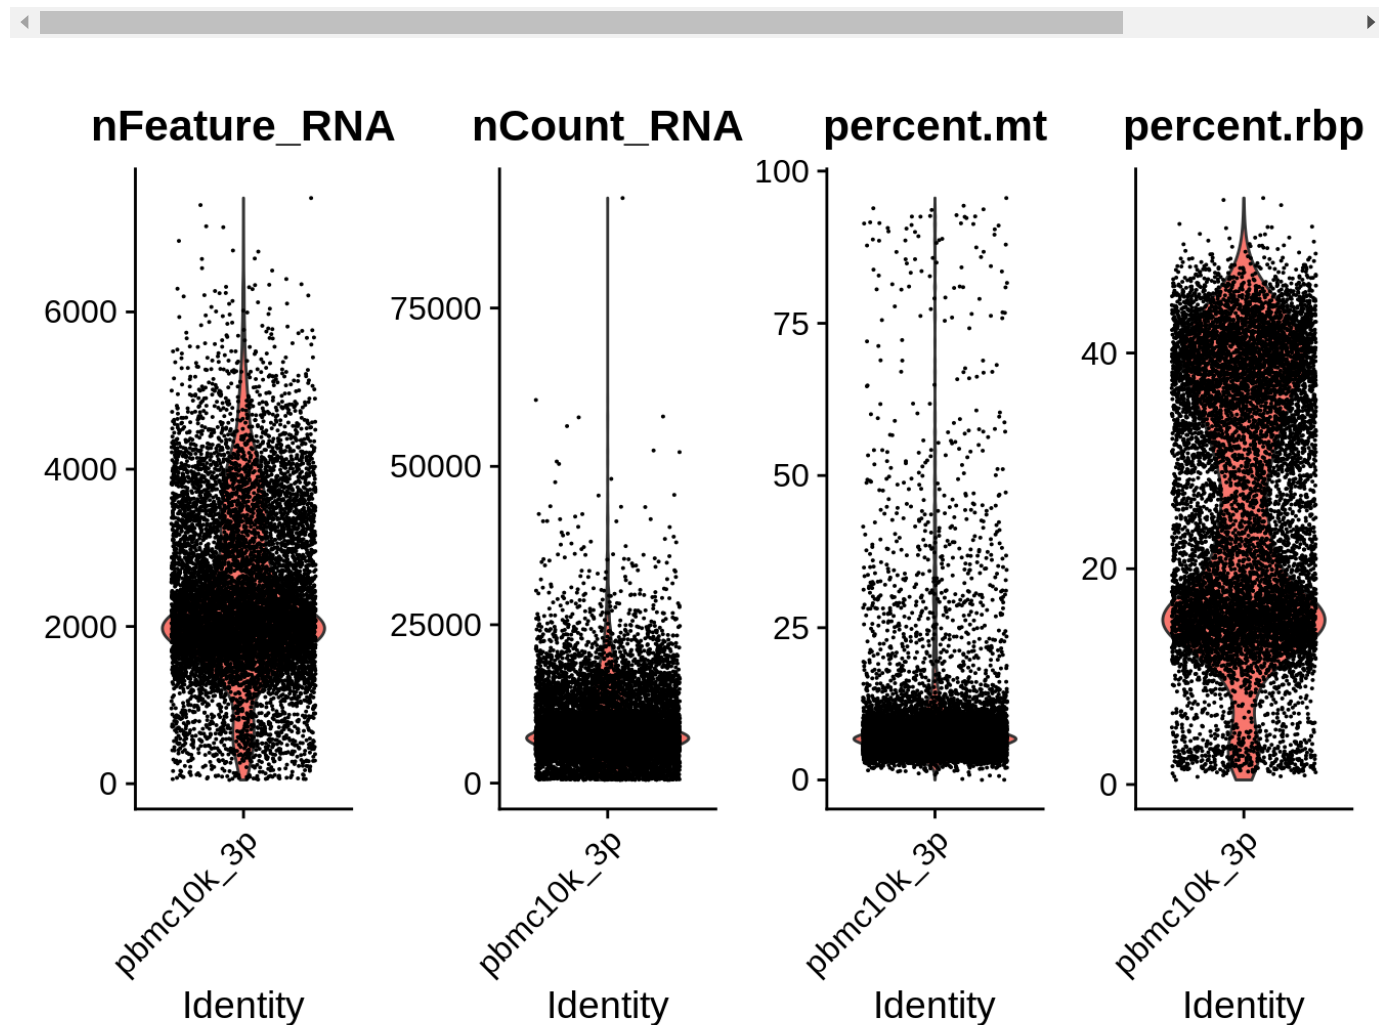 nFeature_RNA nCount_RNA percent.mt percent.rbp
6000
4000
2000
0
pbmc10k_3p
Identity
75000
50000
25000
0
pbmc10k_3p
Identity
100
75
50
25
0
pbmc10k_3p
Identity
40
20
0
pbmc10k_3p
Identity